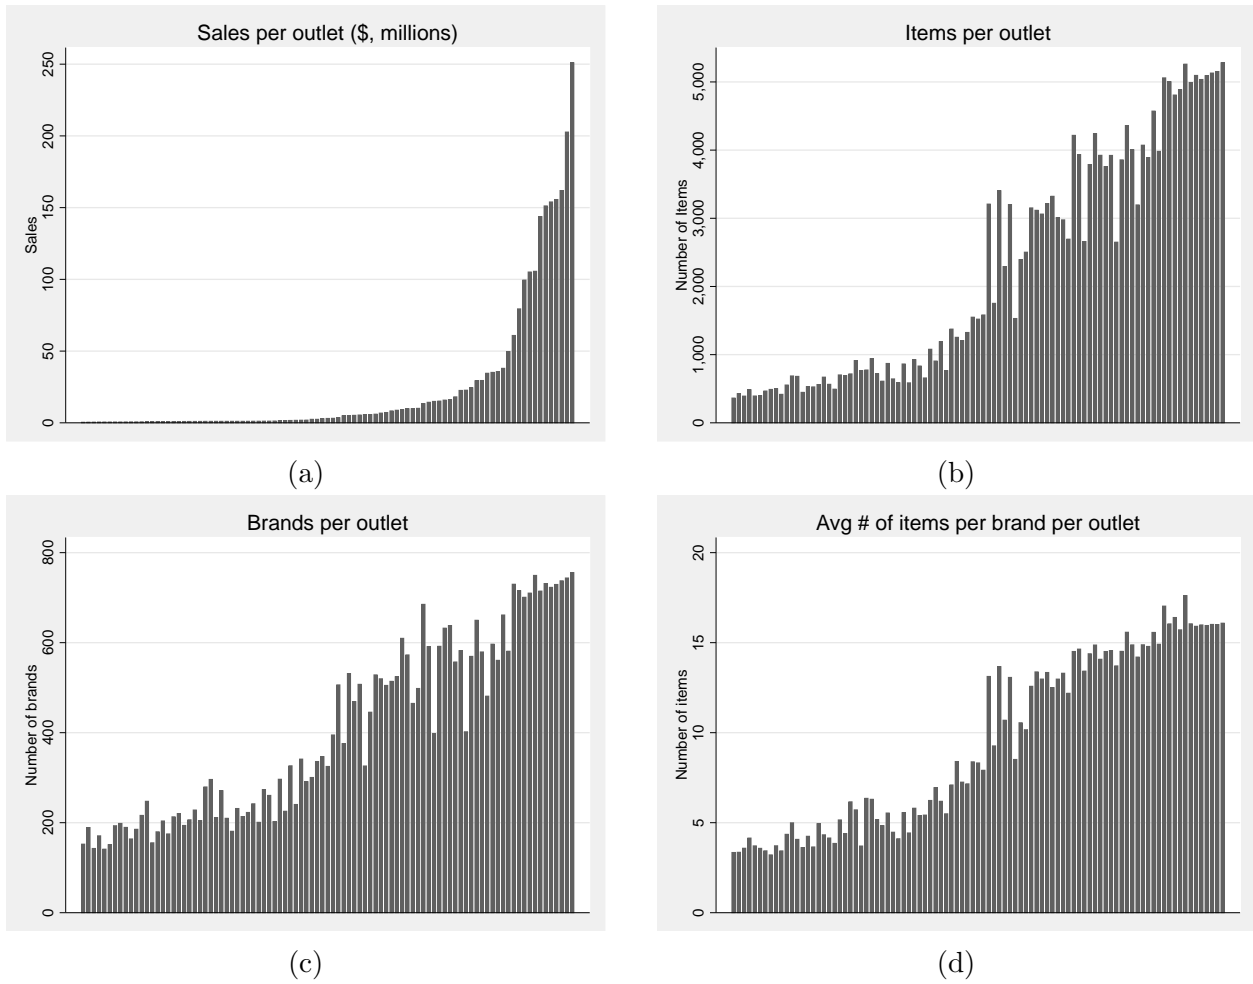 Sales per outlet ($, millions)
Sales
250
200
150
100
50
0
(a)
Items per outlet
Number of Items
5,000
4,000
3,000
2,000
1,000
0
(b)
Brands per outlet
Number of brands
800
600
400
200
0
(c)
Avg # of items per brand per outlet
Number of items
20
15
10
5
0
(d)